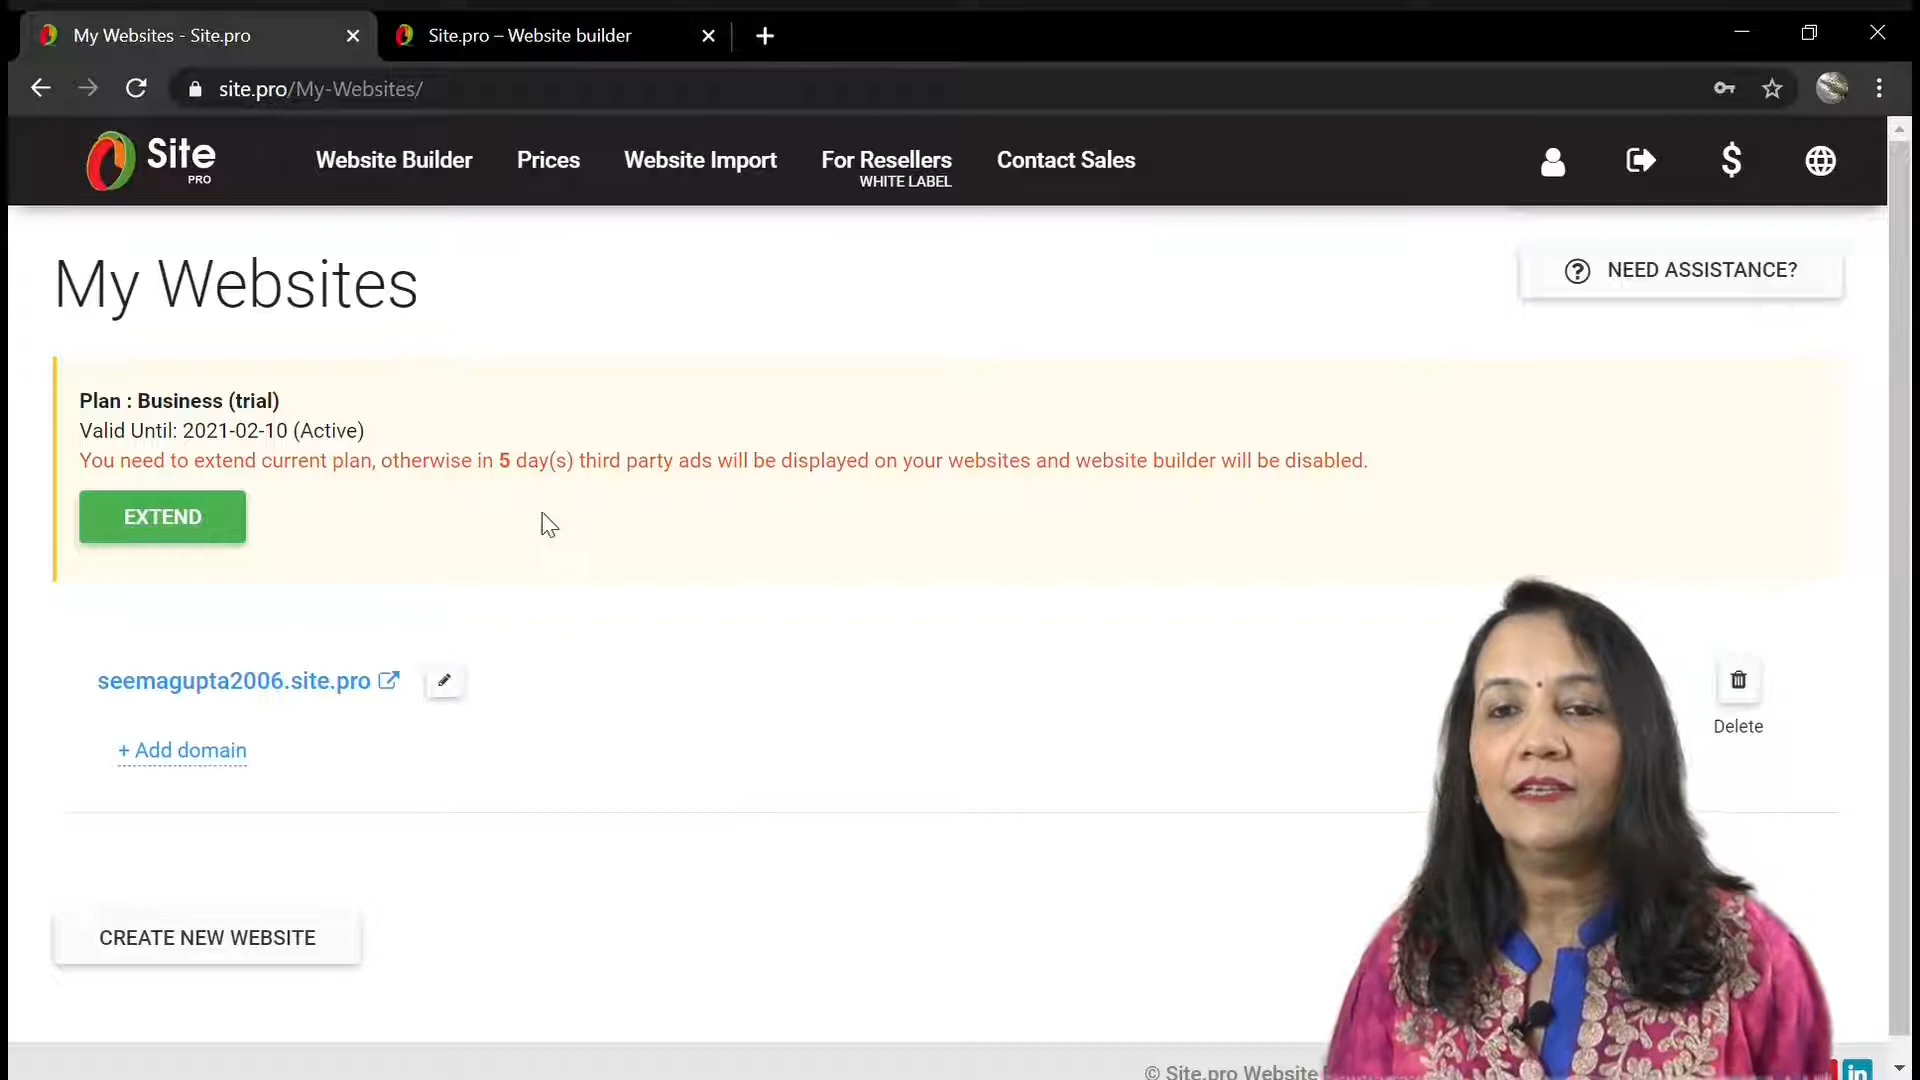 My Websites - Site.pro
Site.pro – Website builder
site.pro/My-Websites/
Site
PRO
Website Builder
Prices
Website Import
For Resellers
WHITE LABEL
Contact Sales
My Websites
NEED ASSISTANCE?
Plan : Business (trial)
Valid Until: 2021-02-10 (Active)
You need to extend current plan, otherwise in 5 day(s) third party ads will be displayed on your websites and website builder will be disabled.
EXTEND
seemagupta2006.site.pro
Delete
+ Add domain
CREATE NEW WEBSITE
© Site.pro Website
in